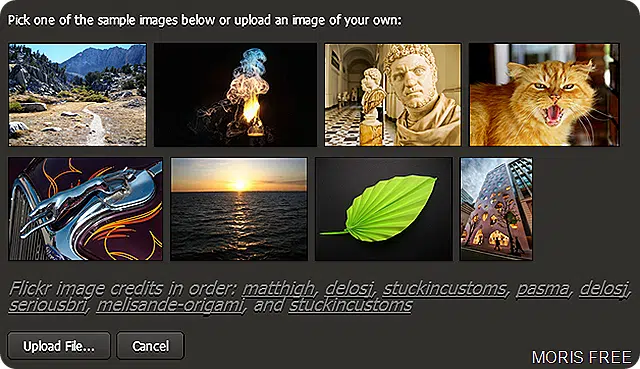 Pick one of the sample images below or upload an image of your own:
Flickr image credits in order: matthigh, delosj, stuckincustoms, pasma, delosj,
seriousbri, melisande-origami, and stuckincustoms
Upload File... Cancel
MORIS FREE